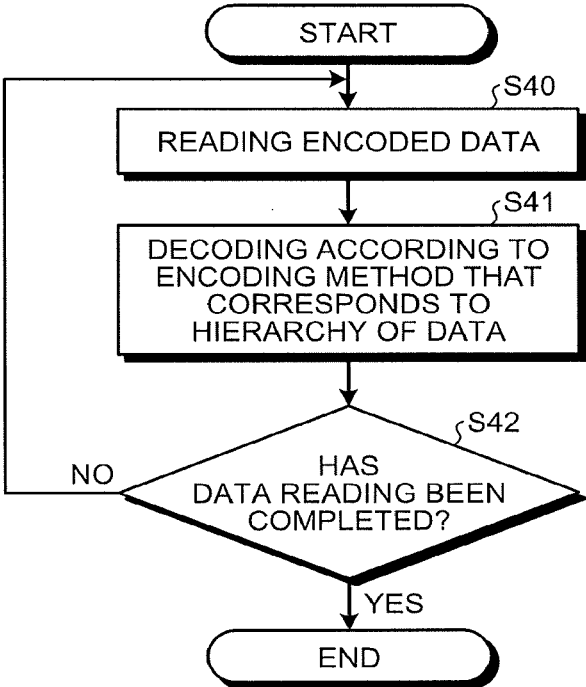 START
S40
READING ENCODED DATA
S41
DECODING ACCORDING TO
ENCODING METHOD THAT
CORRESPONDS TO
HIERARCHY OF DATA
S42
HAS
DATA READING BEEN
COMPLETED?
NO
YES
END